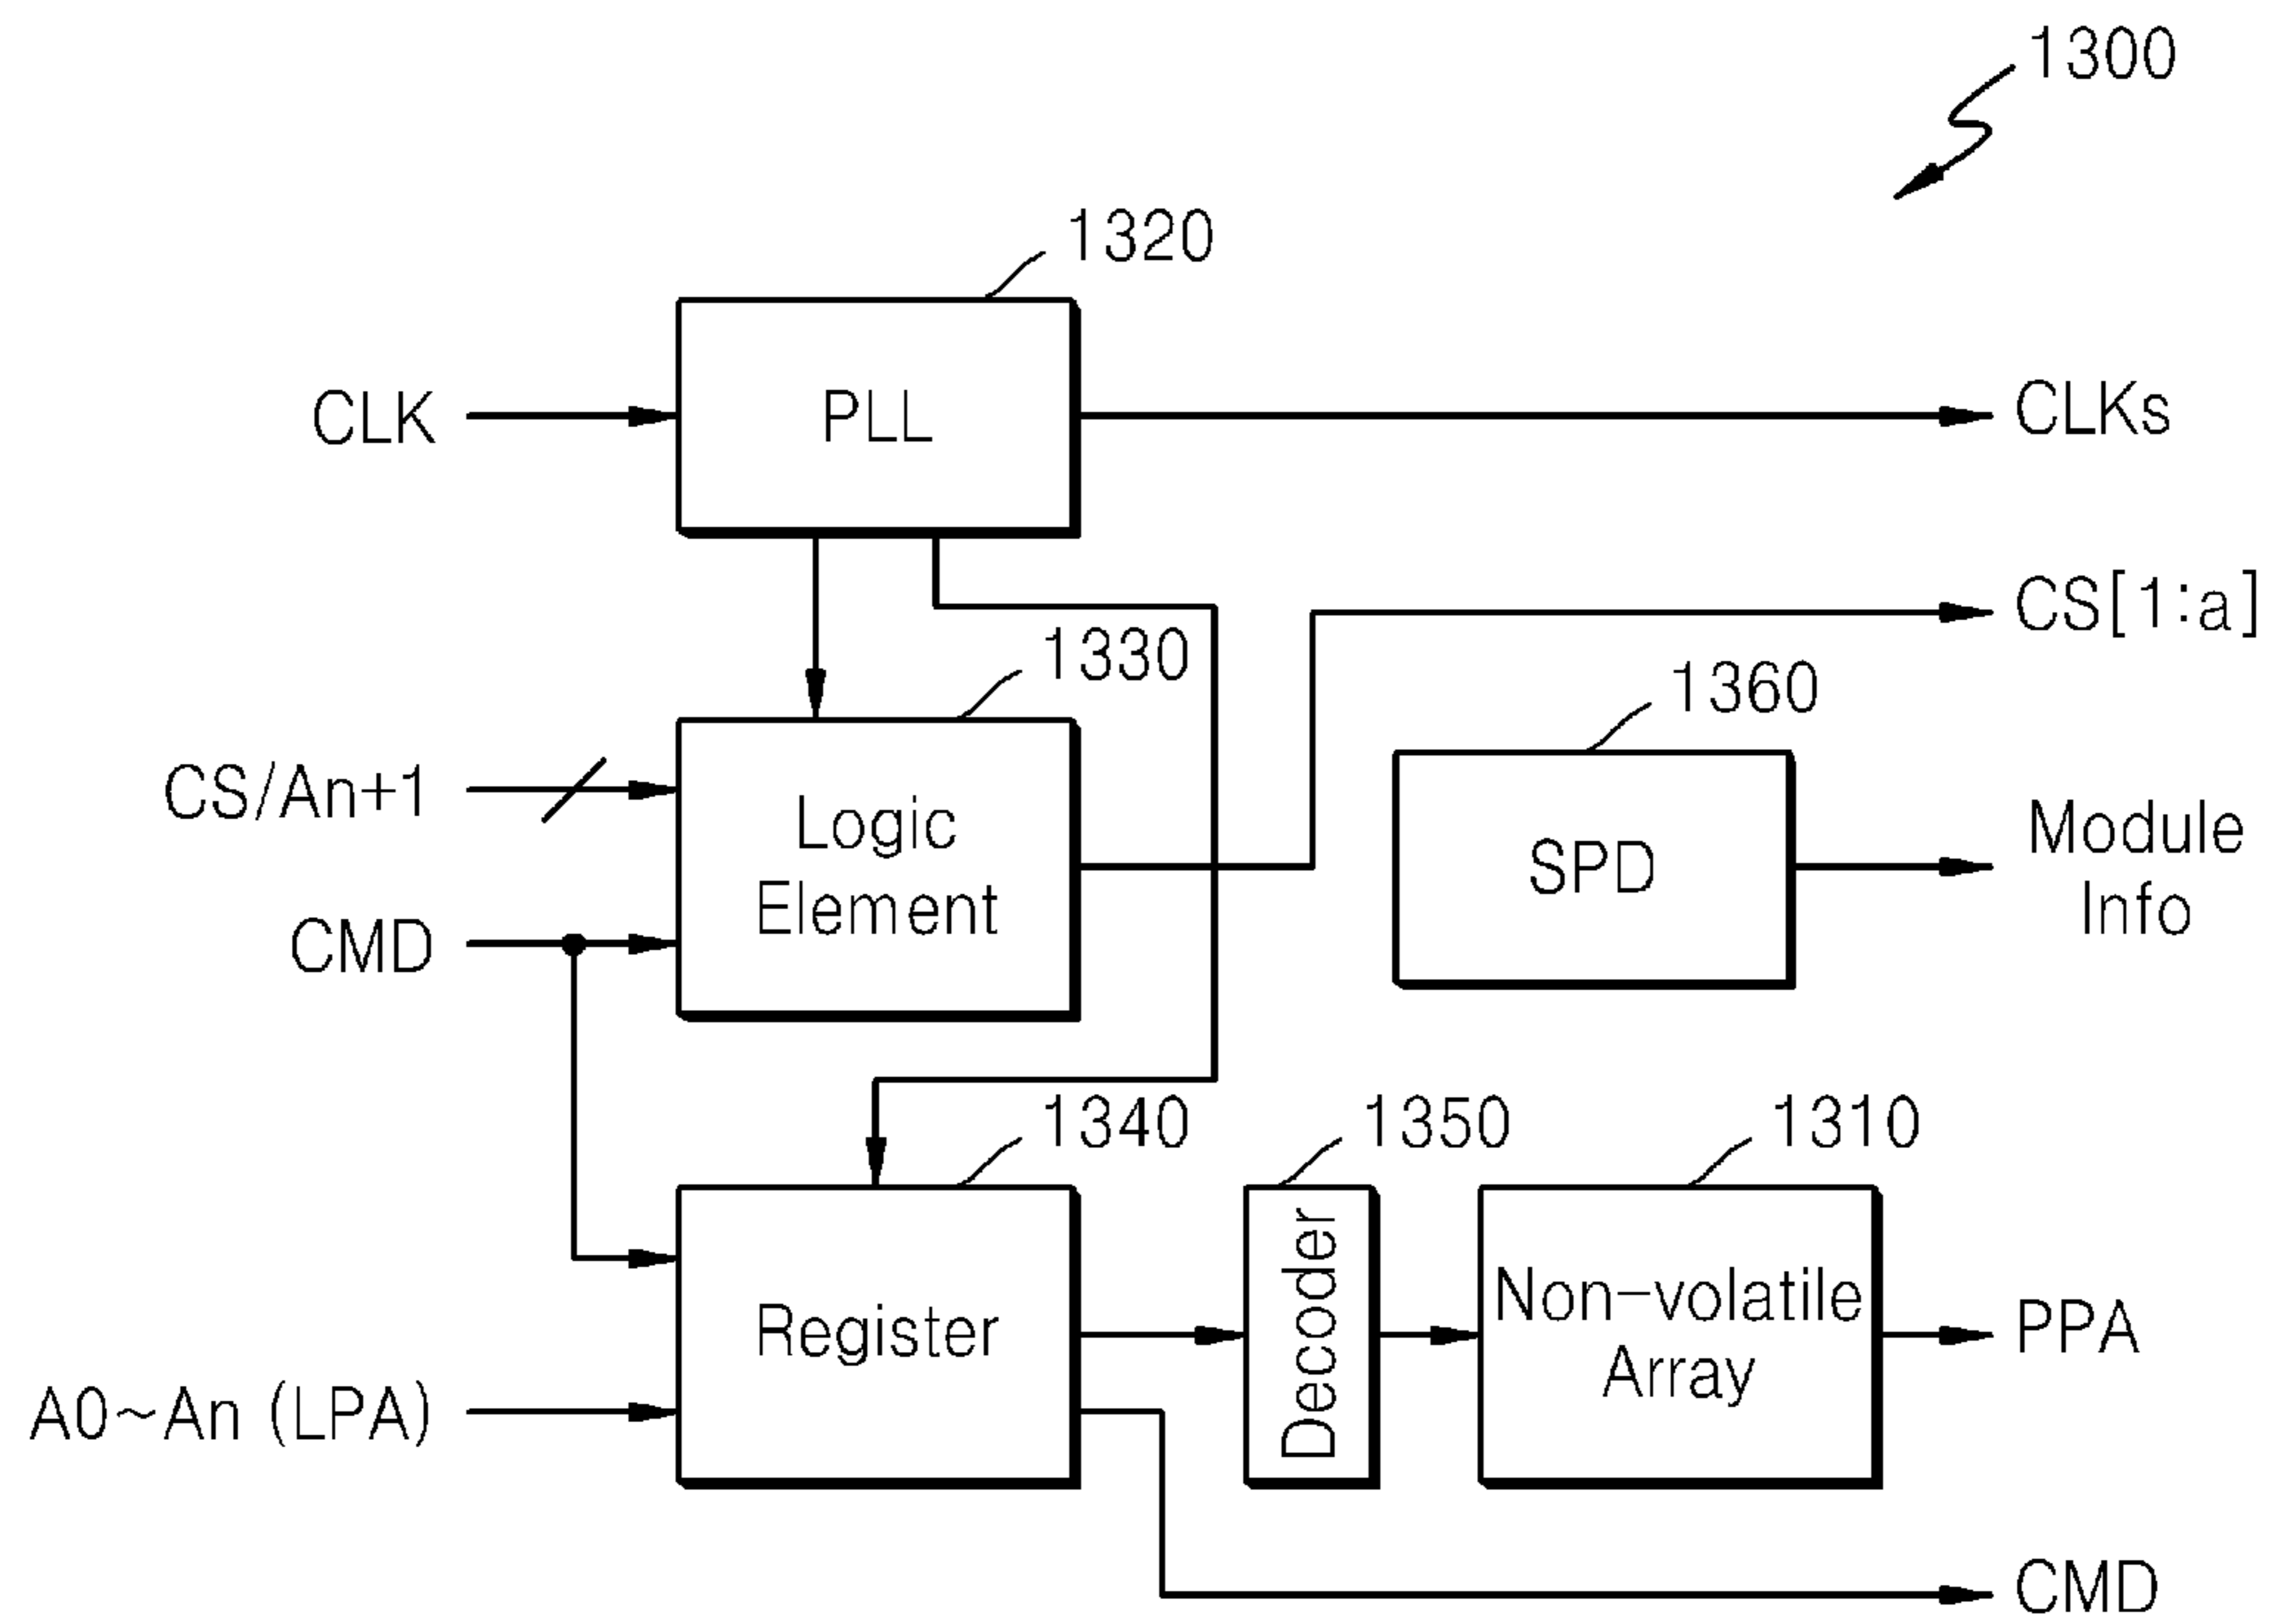 1300
1320
CLK
PLL
CLKs
CS[1:a]
1330
1360
CS/An+1
Logic
Element
SPD
Module
Info
CMD
1340
1350
1310
Register
Decoder
Non-volatile
Array
PPA
A0~An (LPA)
CMD